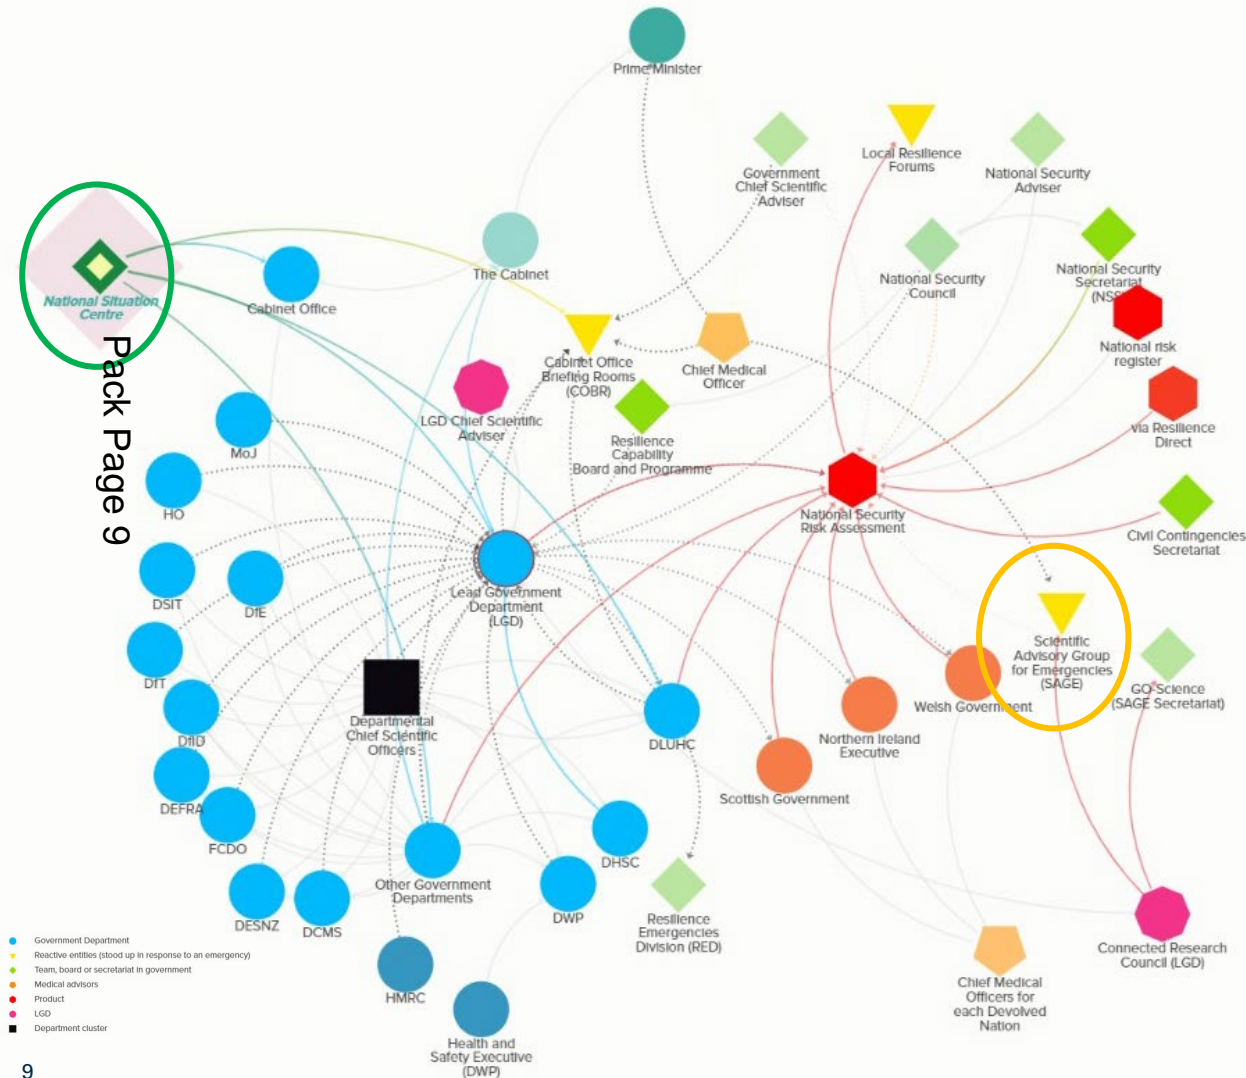 Prime Minister
Government
Chief Scientific
Adviser
Local Resilience
Forums
National Security
Adviser
National Situation
Centre
Cabinet Office
The Cabinet
National Security
Council
National Security
Secretariat
(NSS)
National risk
register
Cabinet Office
Briefing Rooms
(COBR)
Chief Medical
Officer
LGD Chief Scientific
Adviser
Resilience
Capability
Board and Programme
via Resilience
Direct
Pack Page 9
MoJ
HO
DSIT
DfE
DfT
DfID
DEFRA
FCDO
DESNZ
DCMS
Lead Government
Department
(LGD)
National Security
Risk Assessment
Civil Contingencies
Secretariat
Departmental
Chief Scientific
Officers
DLUHC
Scottish Government
Northern Ireland
Executive
Welsh Government
Scientific
Advisory Group
for Emergencies
(SAGE)
GO-Science
(SAGE Secretariat)
Other Government
Departments
DHSC
DWP
Resilience
Emergencies
Division (RED)
HMRC
Health and
Safety Executive
(DWP)
Chief Medical
Officers for
each Devolved
Nation
Connected Research
Council (LGD)
Government Department
Reactive entities (stood up in response to an emergency)
Team, board or secretariat in government
Medical advisors
Product
LGD
Department cluster
9